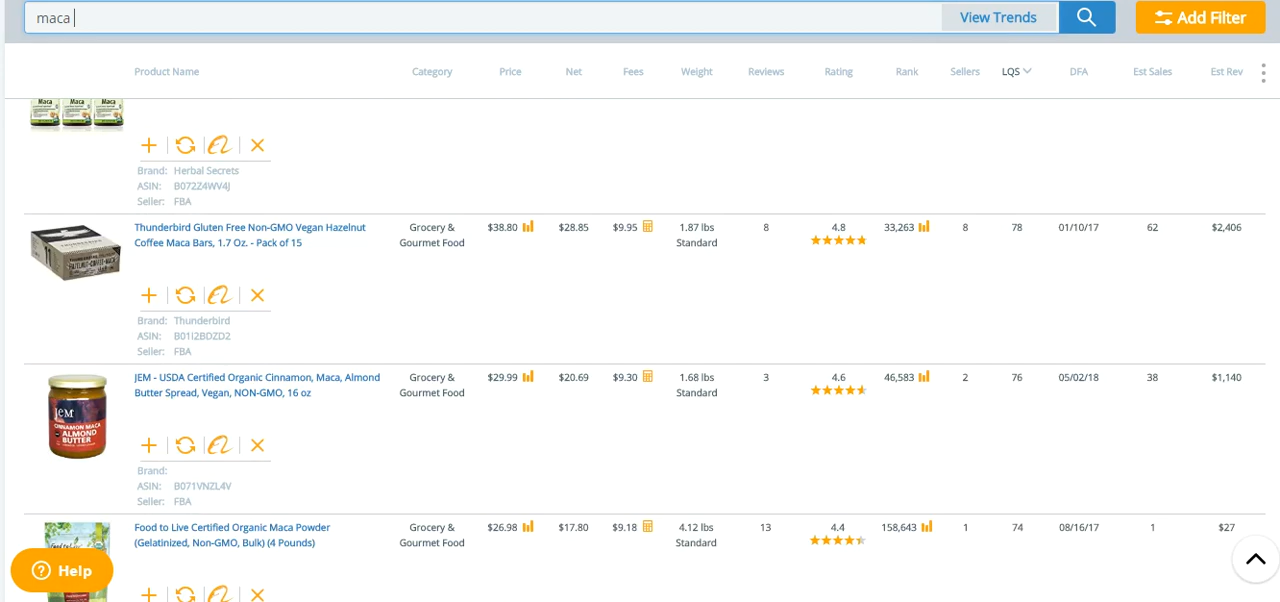 maca
View Trends
Add Filter
Product Name Category Price Net Fees Weight Reviews Rating Rank Sellers LQS DFA Est Sales Est Rev
Maca Maca Maca
Brand: Herbal Secrets
ASIN: B072Z4WV4J
Seller: FBA
Thunderbird Gluten Free Non-GMO Vegan Hazelnut Grocery & $38.80 $28.85 $9.95 1.87 lbs 8 4.8 33,263 8 78 01/10/17 62 $2,406
Coffee Maca Bars, 1.7 Oz. - Pack of 15 Gourmet Food Standard
Brand: Thunderbird
ASIN: B01I2BDZD2
Seller: FBA
JEM - USDA Certified Organic Cinnamon, Maca, Almond Grocery & $29.99 $20.69 $9.30 1.68 lbs 3 4.6 46,583 2 76 05/02/18 38 $1,140
Butter Spread, Vegan, NON-GMO, 16 oz Gourmet Food Standard
JEM
CINNAMON MACA
ALMOND
BUTTER
Brand:
ASIN: B071VNZL4V
Seller: FBA
Food to Live Certified Organic Maca Powder Grocery & $26.98 $17.80 $9.18 4.12 lbs 13 4.4 158,643 1 74 08/16/17 1 $27
(Gelatinized, Non-GMO, Bulk) (4 Pounds) Gourmet Food Standard
Help